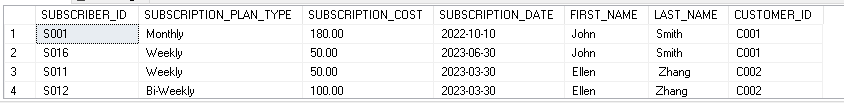 SUBSCRIBER_ID SUBSCRIPTION_PLAN_TYPE SUBSCRIPTION_COST SUBSCRIPTION_DATE FIRST_NAME LAST_NAME CUSTOMER_ID
1 S001 Monthly 180.00 2022-10-10 John Smith C001
2 S016 Weekly 50.00 2023-06-30 John Smith C001
3 S011 Weekly 50.00 2023-03-30 Ellen Zhang C002
4 S012 Bi-Weekly 100.00 2023-03-30 Ellen Zhang C002